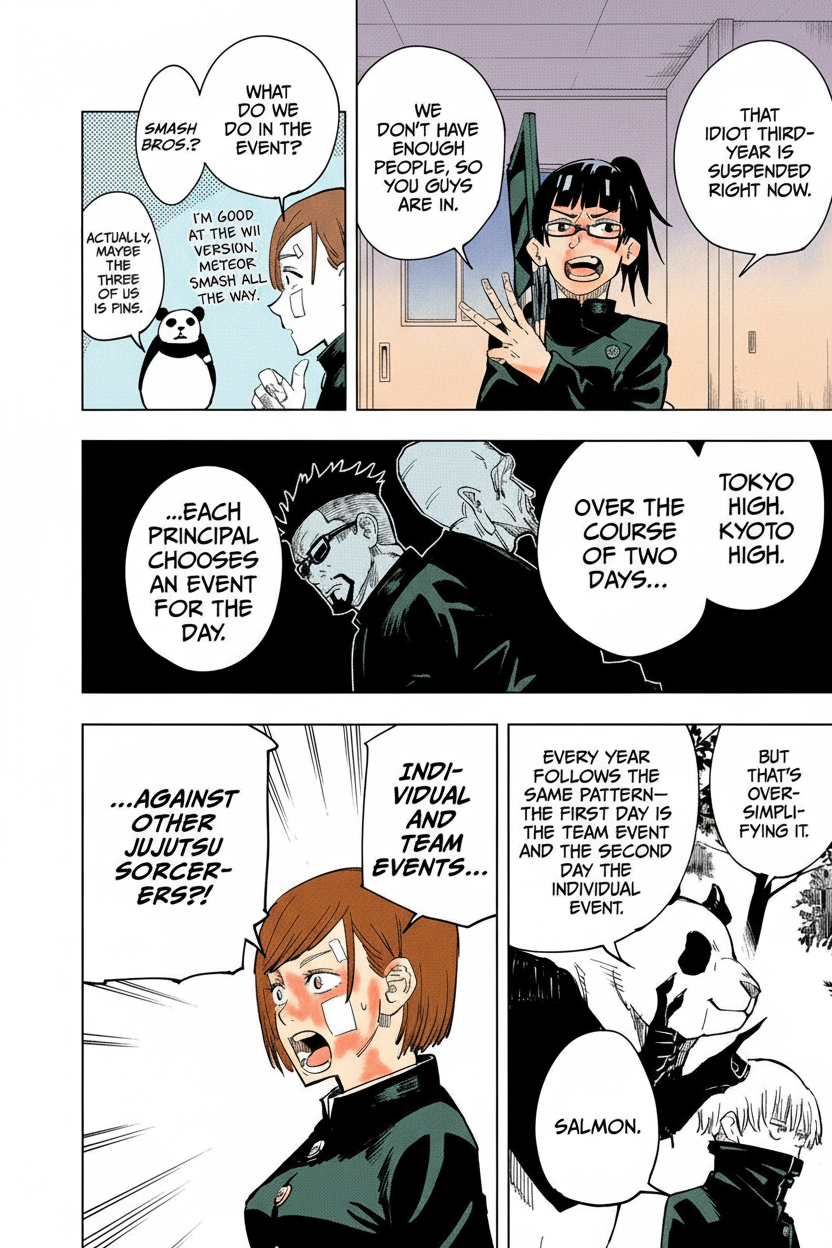 THAT
IDIOT THIRD-
YEAR IS
SUSPENDED
RIGHT NOW.
WE
DON'T HAVE
ENOUGH
PEOPLE, SO
YOU GUYS
ARE IN.
WHAT
DO WE
DO IN THE
EVENT?
SMASH
BROS.?
I'M GOOD
AT THE WII
VERSION.
METEOR
SMASH ALL
THE WAY.
ACTUALLY,
MAYBE
THE
THREE
OF US
IS PINS.
TOKYO
HIGH.
KYOTO
HIGH.
OVER THE
COURSE
OF TWO
DAYS...
...EACH
PRINCIPAL
CHOOSES
AN EVENT
FOR THE
DAY.
BUT
THAT'S
OVER-
SIMPLI-
FYING IT.
EVERY YEAR
FOLLOWS THE
SAME PATTERN—
THE FIRST DAY IS
THE TEAM EVENT
AND THE SECOND
DAY THE
INDIVIDUAL
EVENT.
SALMON.
INDI-
VIDUAL
AND
TEAM
EVENTS...
...AGAINST
OTHER
JUJUTSU
SORCER-
ERS?!